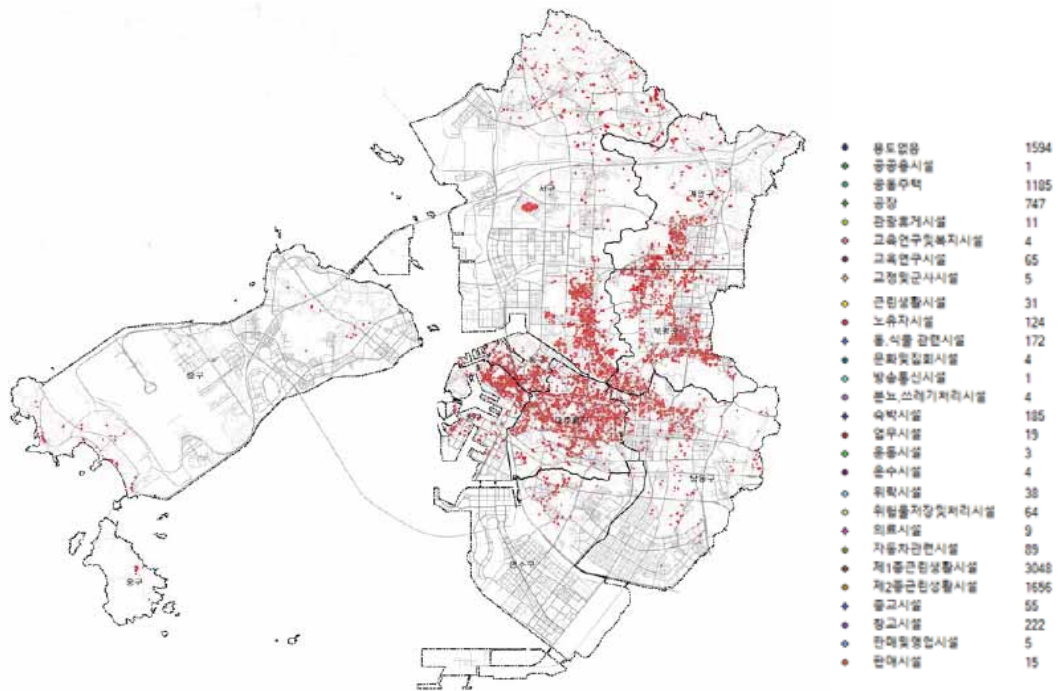 서구
계양구
부평구
동구
중구
남동구
연수구
중구
용도없음 1594
공공용시설 1
공동주택 1185
공장 747
관광휴게시설 11
교육연구및복지시설 4
교육연구시설 65
교정및군사시설 5
근린생활시설 31
노유자시설 124
동.식물 관련시설 172
문화및집회시설 4
방송통신시설 1
분뇨.쓰레기처리시설 4
숙박시설 185
업무시설 19
운동시설 3
운수시설 4
위락시설 38
위험물저장및처리시설 64
의료시설 9
자동차관련시설 89
제1종근린생활시설 3048
제2종근린생활시설 1656
종교시설 55
창고시설 222
판매및영업시설 5
판매시설 15